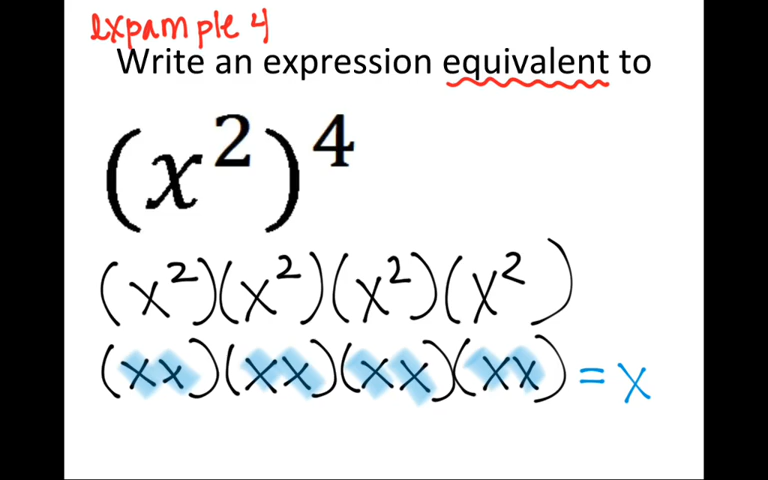 expample 4
Write an expression equivalent to
(x²)⁴
(x²)(x²)(x²)(x²)
(xx)(xx)(xx)(xx) = x